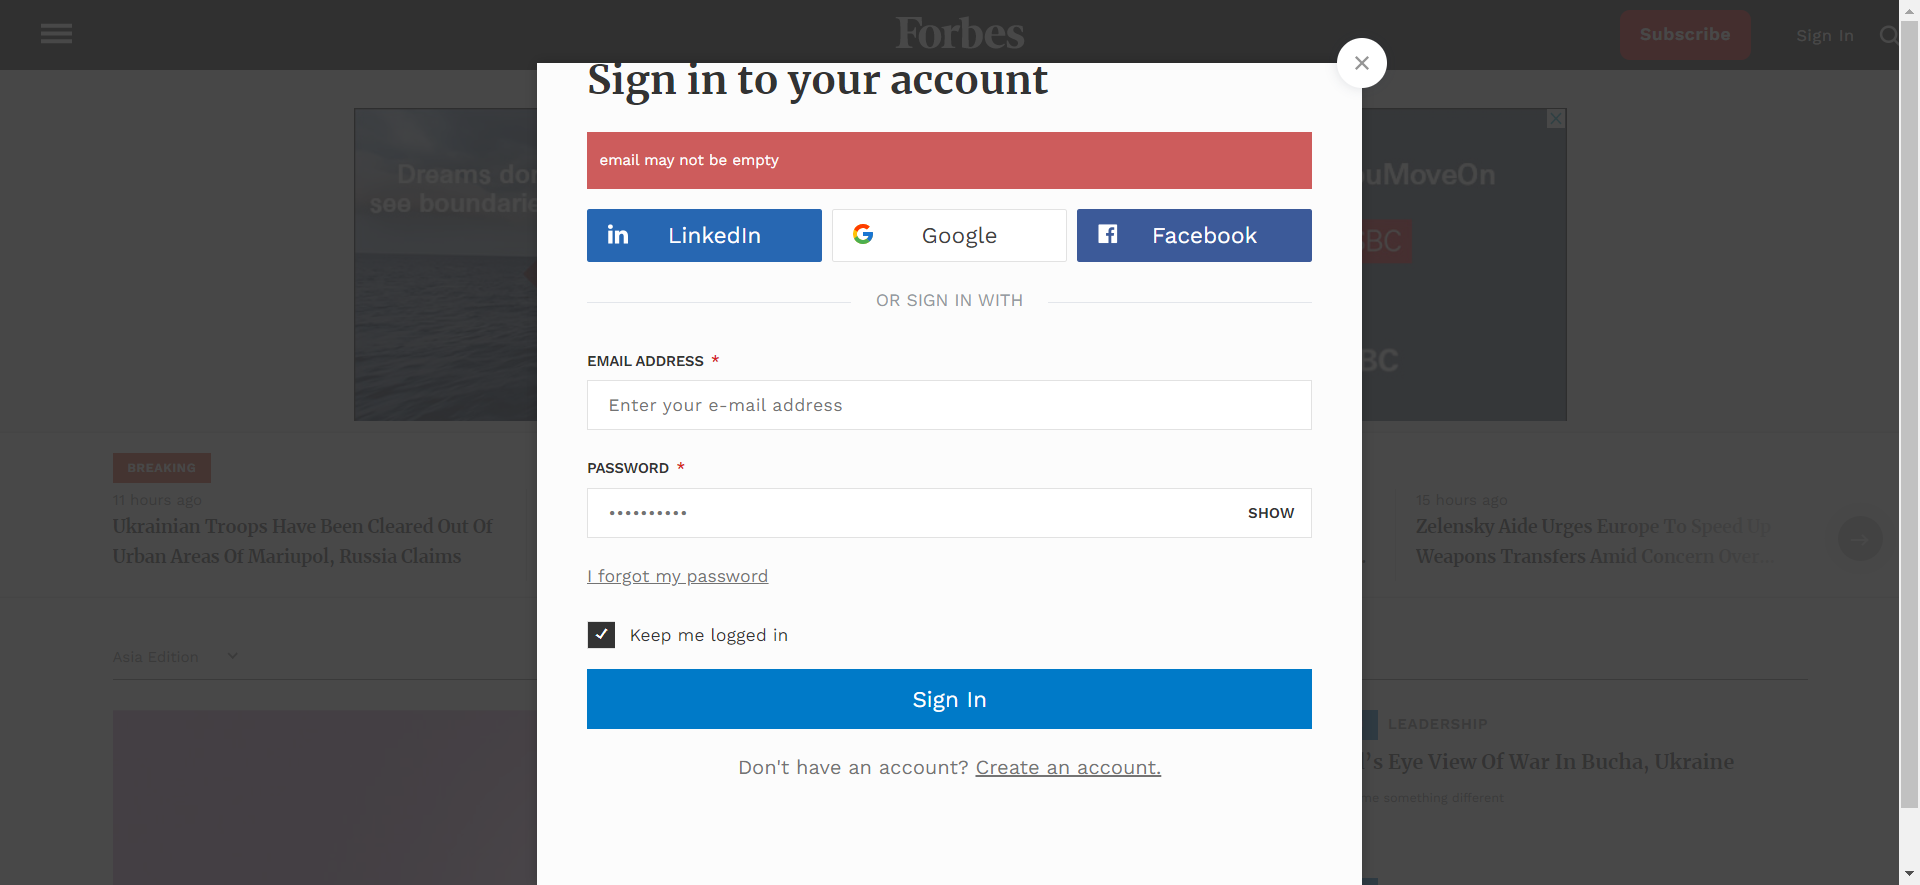 Forbes
Subscribe
Sign In
Sign in to your account
email may not be empty
LinkedIn
Google
Facebook
OR SIGN IN WITH
EMAIL ADDRESS *
Enter your e-mail address
PASSWORD *
••••••••••
SHOW
I forgot my password
Keep me logged in
Sign In
Don't have an account? Create an account.
Dreams do
see boundarie
uMoveOn
BBC
BC
BREAKING
11 hours ago
Ukrainian Troops Have Been Cleared Out Of
Urban Areas Of Mariupol, Russia Claims
15 hours ago
Zelensky Aide Urges Europe To Speed Up
Weapons Transfers Amid Concern Over...
Asia Edition
LEADERSHIP
's Eye View Of War In Bucha, Ukraine
me something different